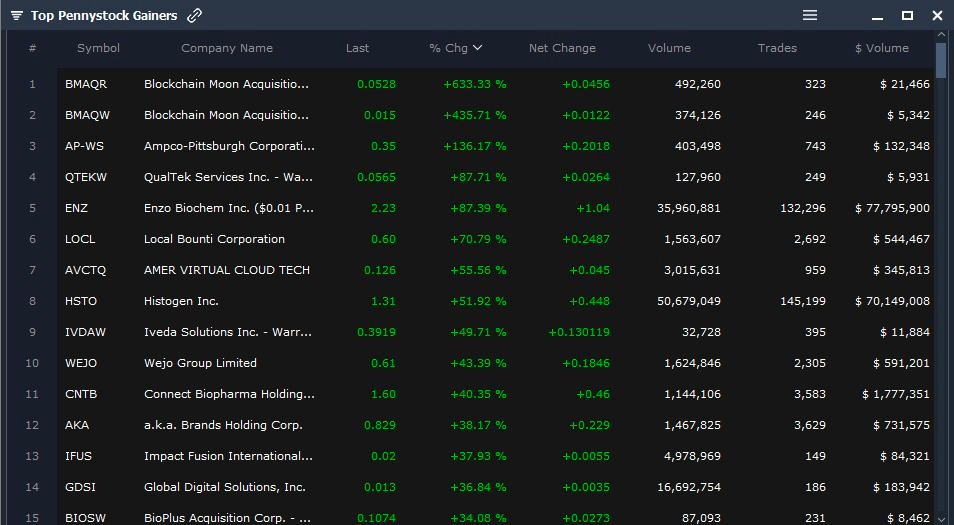 Top Pennystock Gainers
# Symbol Company Name Last % Chg Net Change Volume Trades $ Volume
1 BMAQR Blockchain Moon Acquisitio... 0.0528 +633.33 % +0.0456 492,260 323 $ 21,466
2 BMAQW Blockchain Moon Acquisitio... 0.015 +435.71 % +0.0122 374,126 246 $ 5,342
3 AP-WS Ampco-Pittsburgh Corporati... 0.35 +136.17 % +0.2018 403,498 743 $ 132,348
4 QTEKW QualTek Services Inc. - Wa... 0.0565 +87.71 % +0.0264 127,960 249 $ 5,931
5 ENZ Enzo Biochem Inc. ($0.01 P... 2.23 +87.39 % +1.04 35,960,881 132,296 $ 77,795,900
6 LOCL Local Bounti Corporation 0.60 +70.79 % +0.2487 1,563,607 2,692 $ 544,467
7 AVCTQ AMER VIRTUAL CLOUD TECH 0.126 +55.56 % +0.045 3,015,631 959 $ 345,813
8 HSTO Histogen Inc. 1.31 +51.92 % +0.448 50,679,049 145,199 $ 70,149,008
9 IVDAW Iveda Solutions Inc. - Warr... 0.3919 +49.71 % +0.130119 32,728 395 $ 11,884
10 WEJO Wejo Group Limited 0.61 +43.39 % +0.1846 1,624,846 2,305 $ 591,201
11 CNTB Connect Biopharma Holding... 1.60 +40.35 % +0.46 1,144,106 3,583 $ 1,777,351
12 AKA a.k.a. Brands Holding Corp. 0.829 +38.17 % +0.229 1,467,825 3,629 $ 731,575
13 IFUS Impact Fusion International... 0.02 +37.93 % +0.0055 4,978,969 149 $ 84,321
14 GDSI Global Digital Solutions, Inc. 0.013 +36.84 % +0.0035 16,692,754 186 $ 183,942
15 BIOSW BioPlus Acquisition Corp. - ... 0.1074 +34.08 % +0.0273 87,093 231 $ 8,462